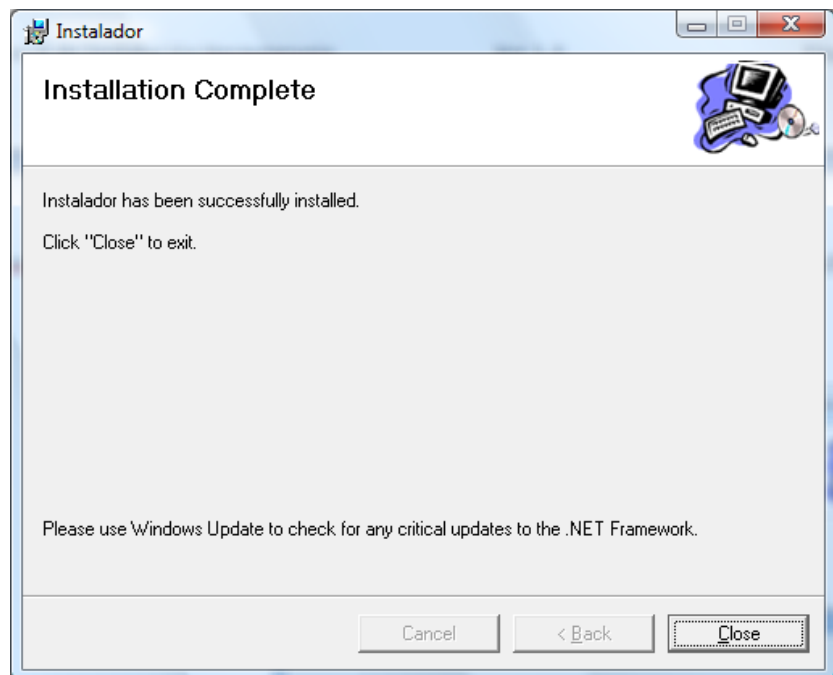 Instalador
Installation Complete
Instalador has been successfully installed.
Click "Close" to exit.
Please use Windows Update to check for any critical updates to the .NET Framework.
Cancel
< Back
Close